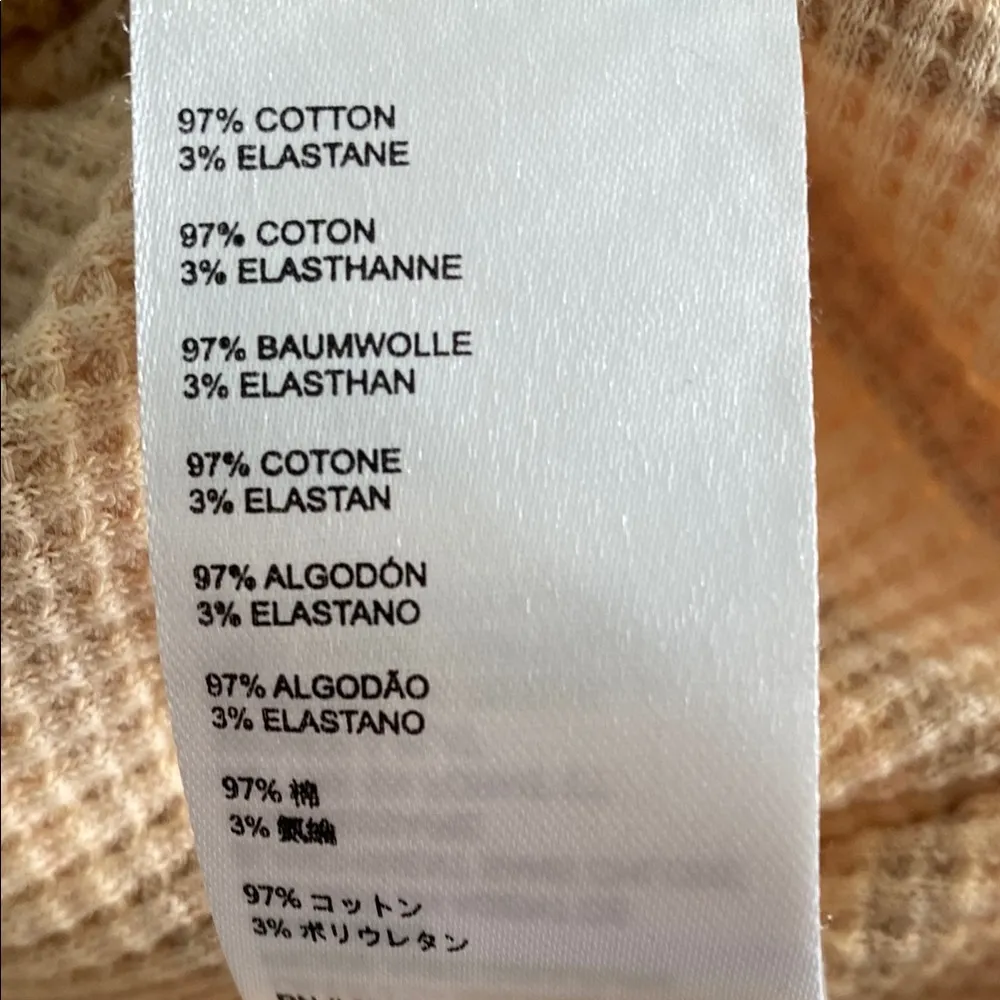 97% COTTON
3% ELASTANE
97% COTON
3% ELASTHANNE
97% BAUMWOLLE
3% ELASTHAN
97% COTONE
3% ELASTAN
97% ALGODÓN
3% ELASTANO
97% ALGODÃO
3% ELASTANO
97% 棉
3% 氨綸
97% コットン
3% ポリウレタン